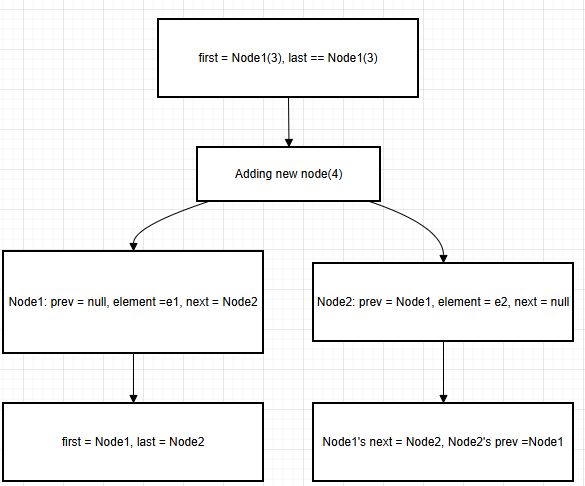 first = Node1(3), last == Node1(3)
Adding new node(4)
Node1: prev = null, element =e1, next = Node2
Node2: prev = Node1, element = e2, next = null
first = Node1, last = Node2
Node1's next = Node2, Node2's prev =Node1